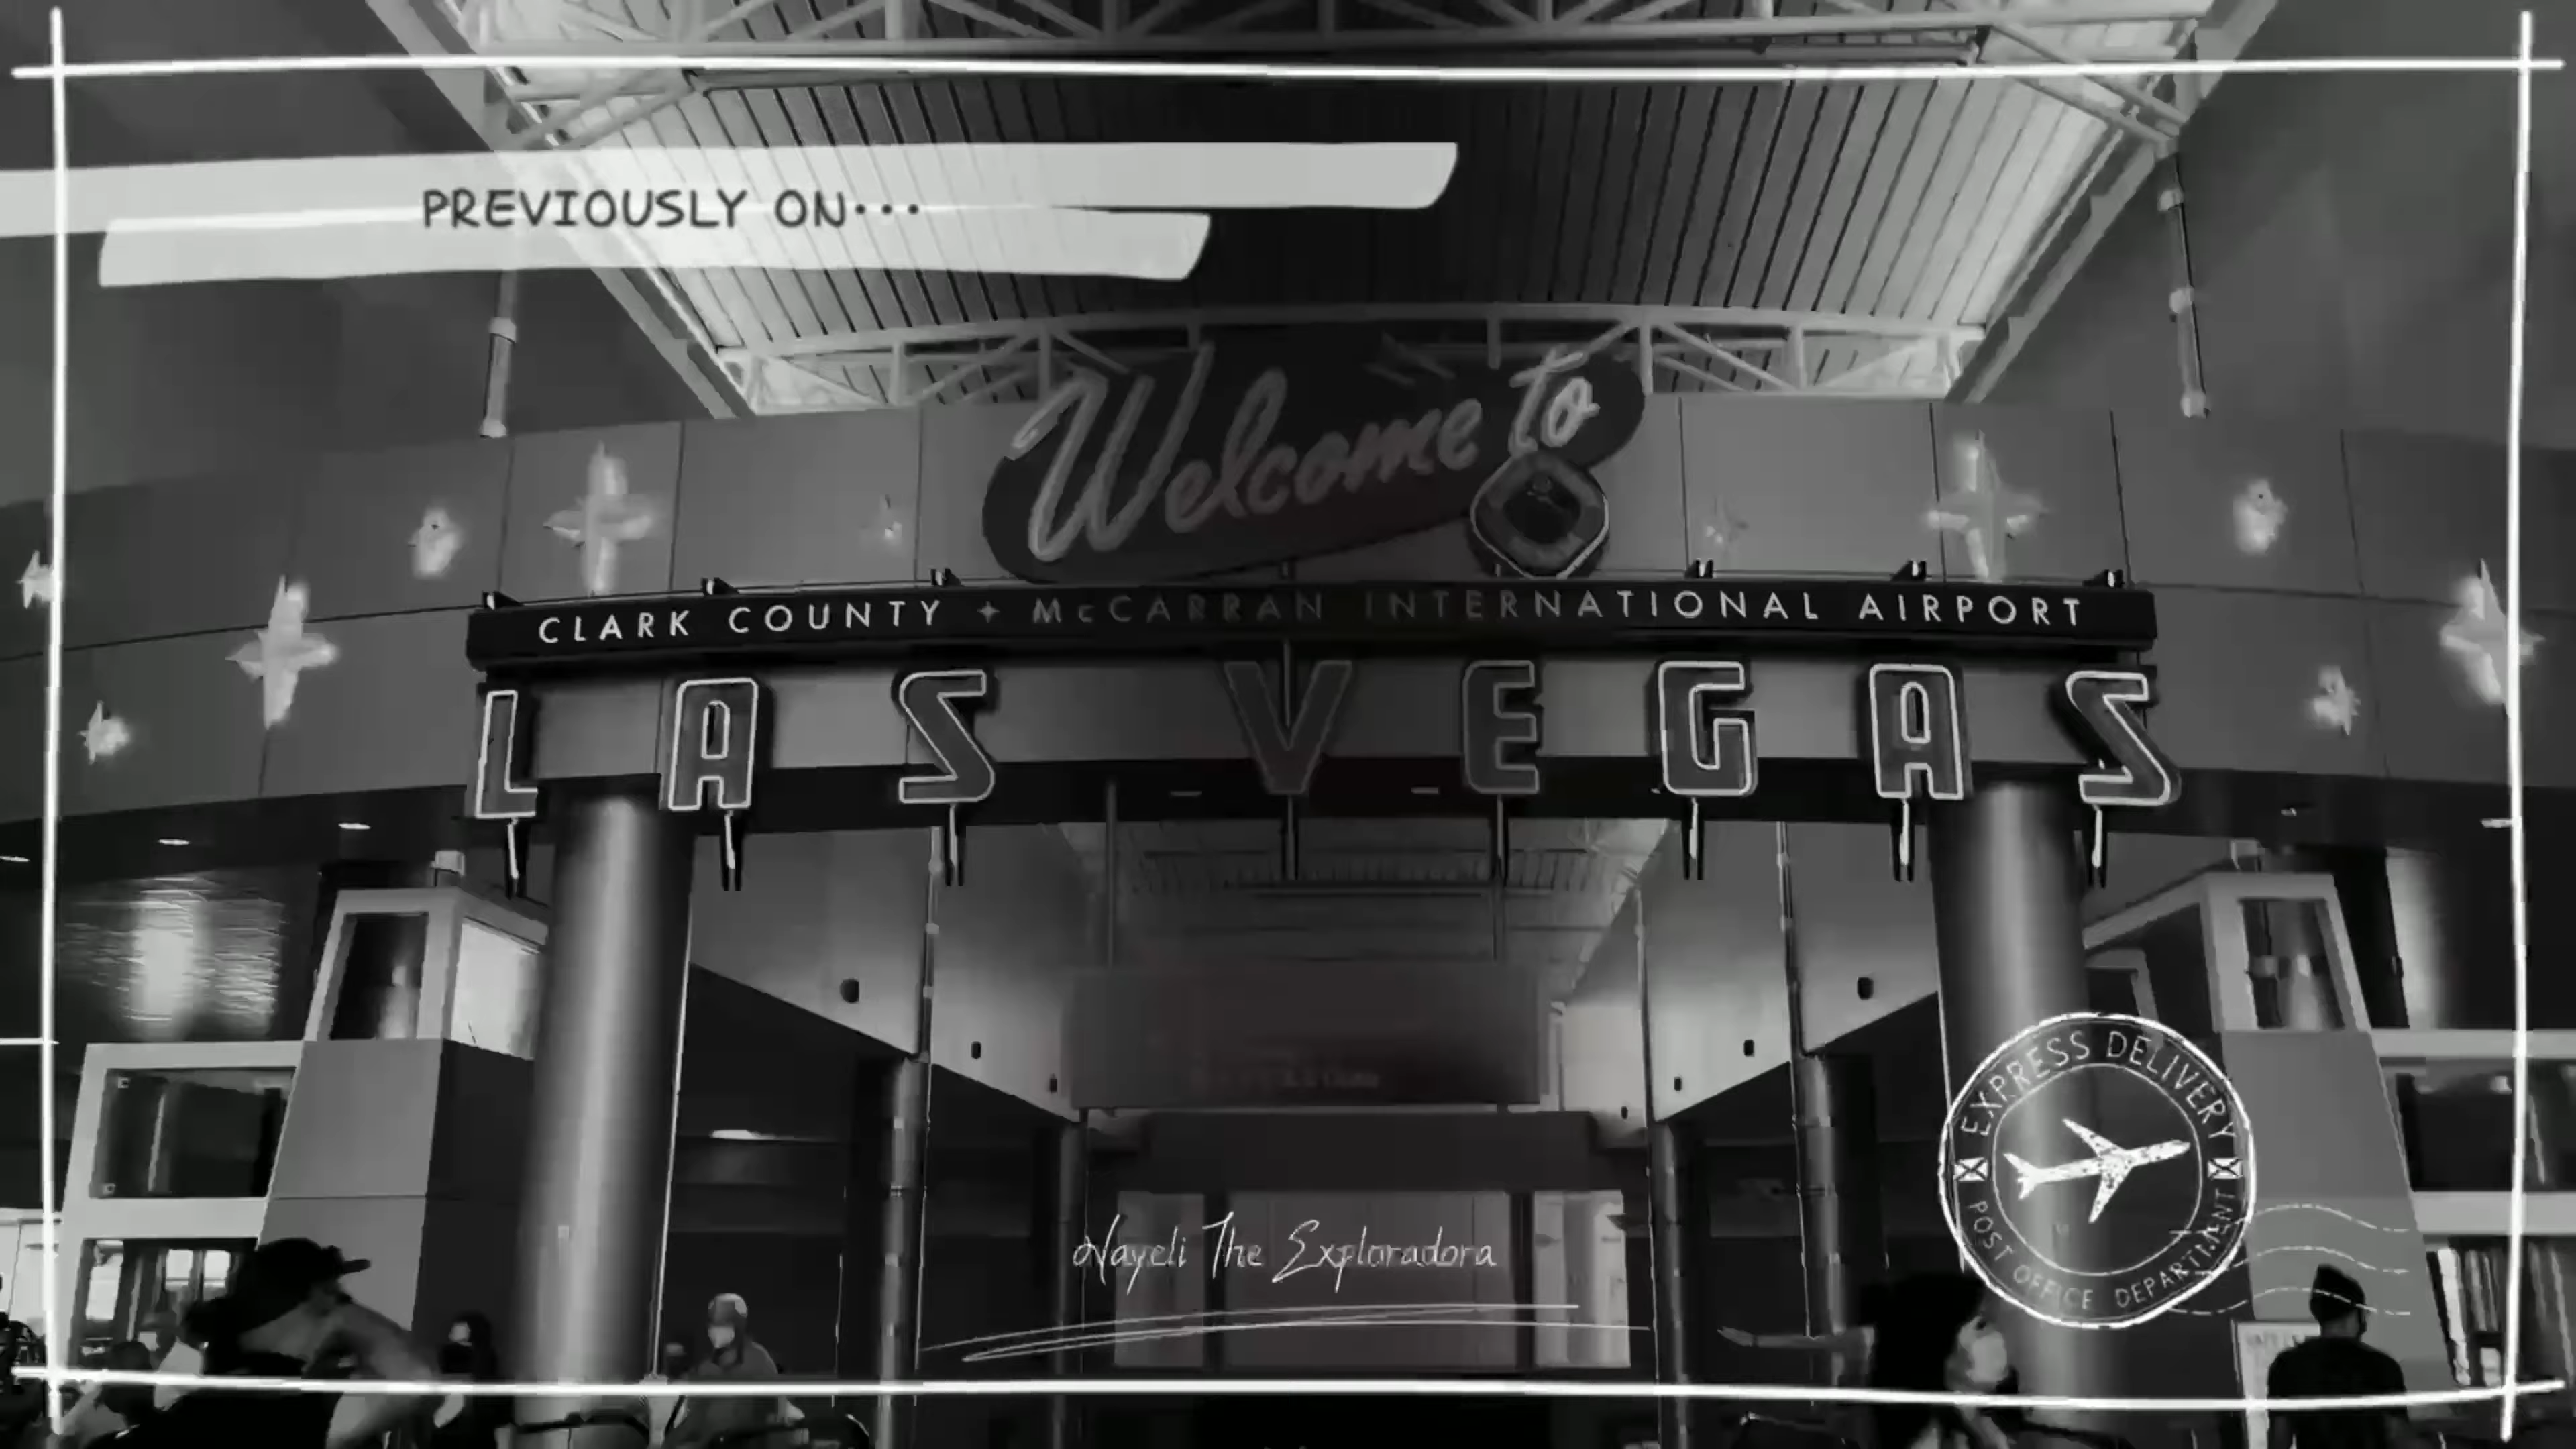 PREVIOUSLY ON...
Welcome to
CLARK COUNTY ✦ McCARRAN INTERNATIONAL AIRPORT
LAS VEGAS
EXPRESS DELIVERY
POST OFFICE DEPARTMENT
Nayeli The Exploradora